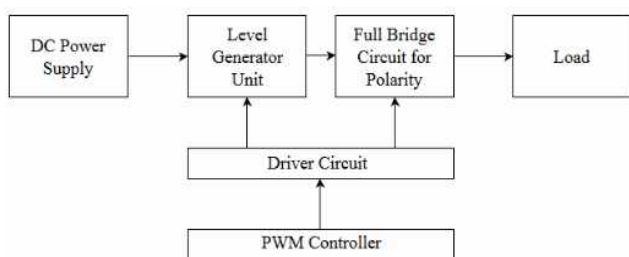 DC Power
Supply
Level
Generator
Unit
Full Bridge
Circuit for
Polarity
Load
Driver Circuit
PWM Controller